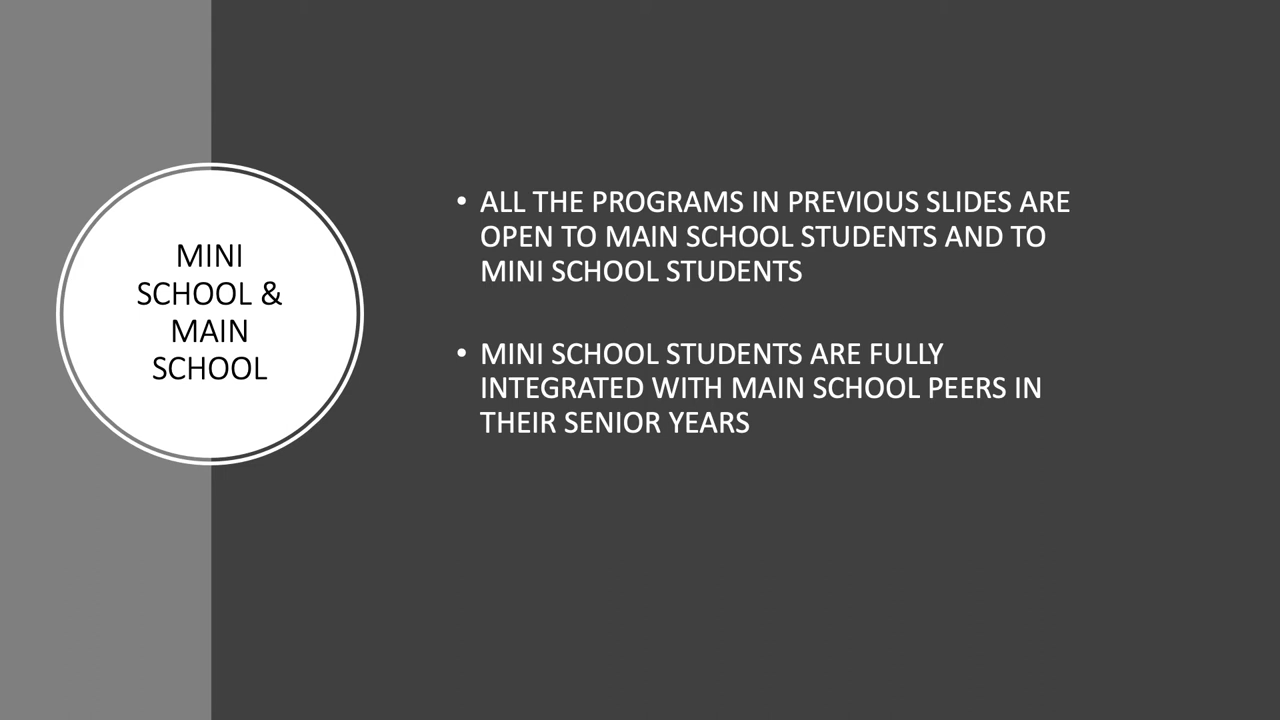 MINI
SCHOOL &
MAIN
SCHOOL
• ALL THE PROGRAMS IN PREVIOUS SLIDES ARE
OPEN TO MAIN SCHOOL STUDENTS AND TO
MINI SCHOOL STUDENTS
• MINI SCHOOL STUDENTS ARE FULLY
INTEGRATED WITH MAIN SCHOOL PEERS IN
THEIR SENIOR YEARS